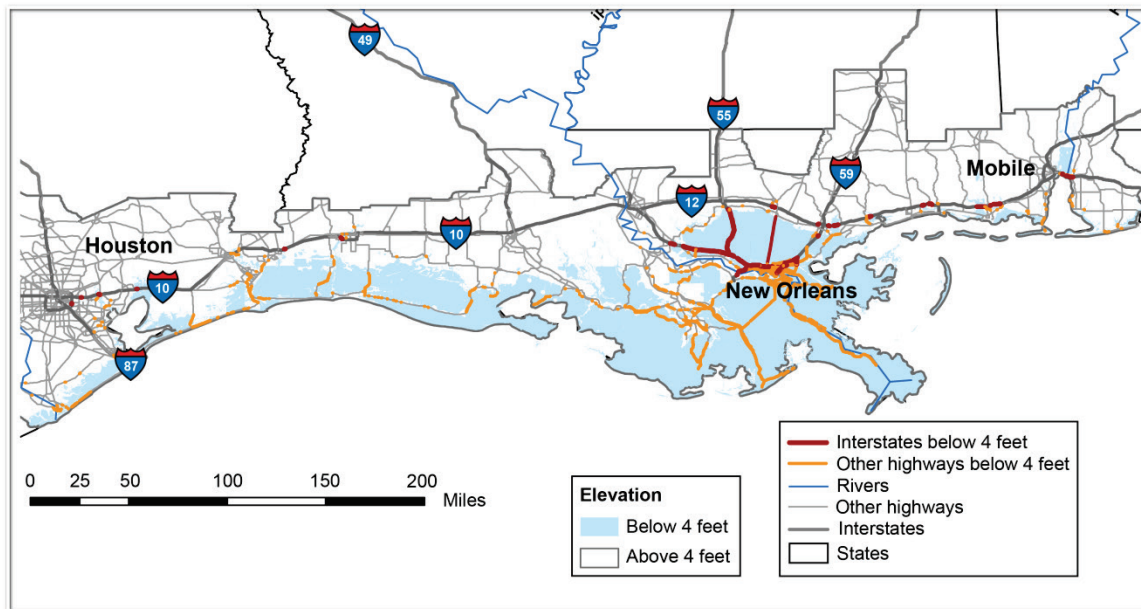 49
55
59
Mobile
12
Houston
10
10
New Orleans
87
0 25 50 100 150 200
Miles
Elevation
Below 4 feet
Above 4 feet
Interstates below 4 feet
Other highways below 4 feet
Rivers
Other highways
Interstates
States